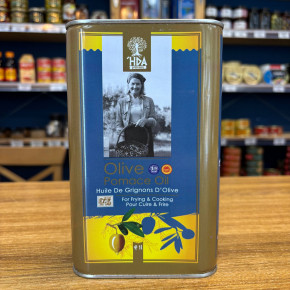 HDA
Olive
Pomace Oil
Huile De Grignons D'Olive
For Frying & Cooking
Pour Cuire & Frire